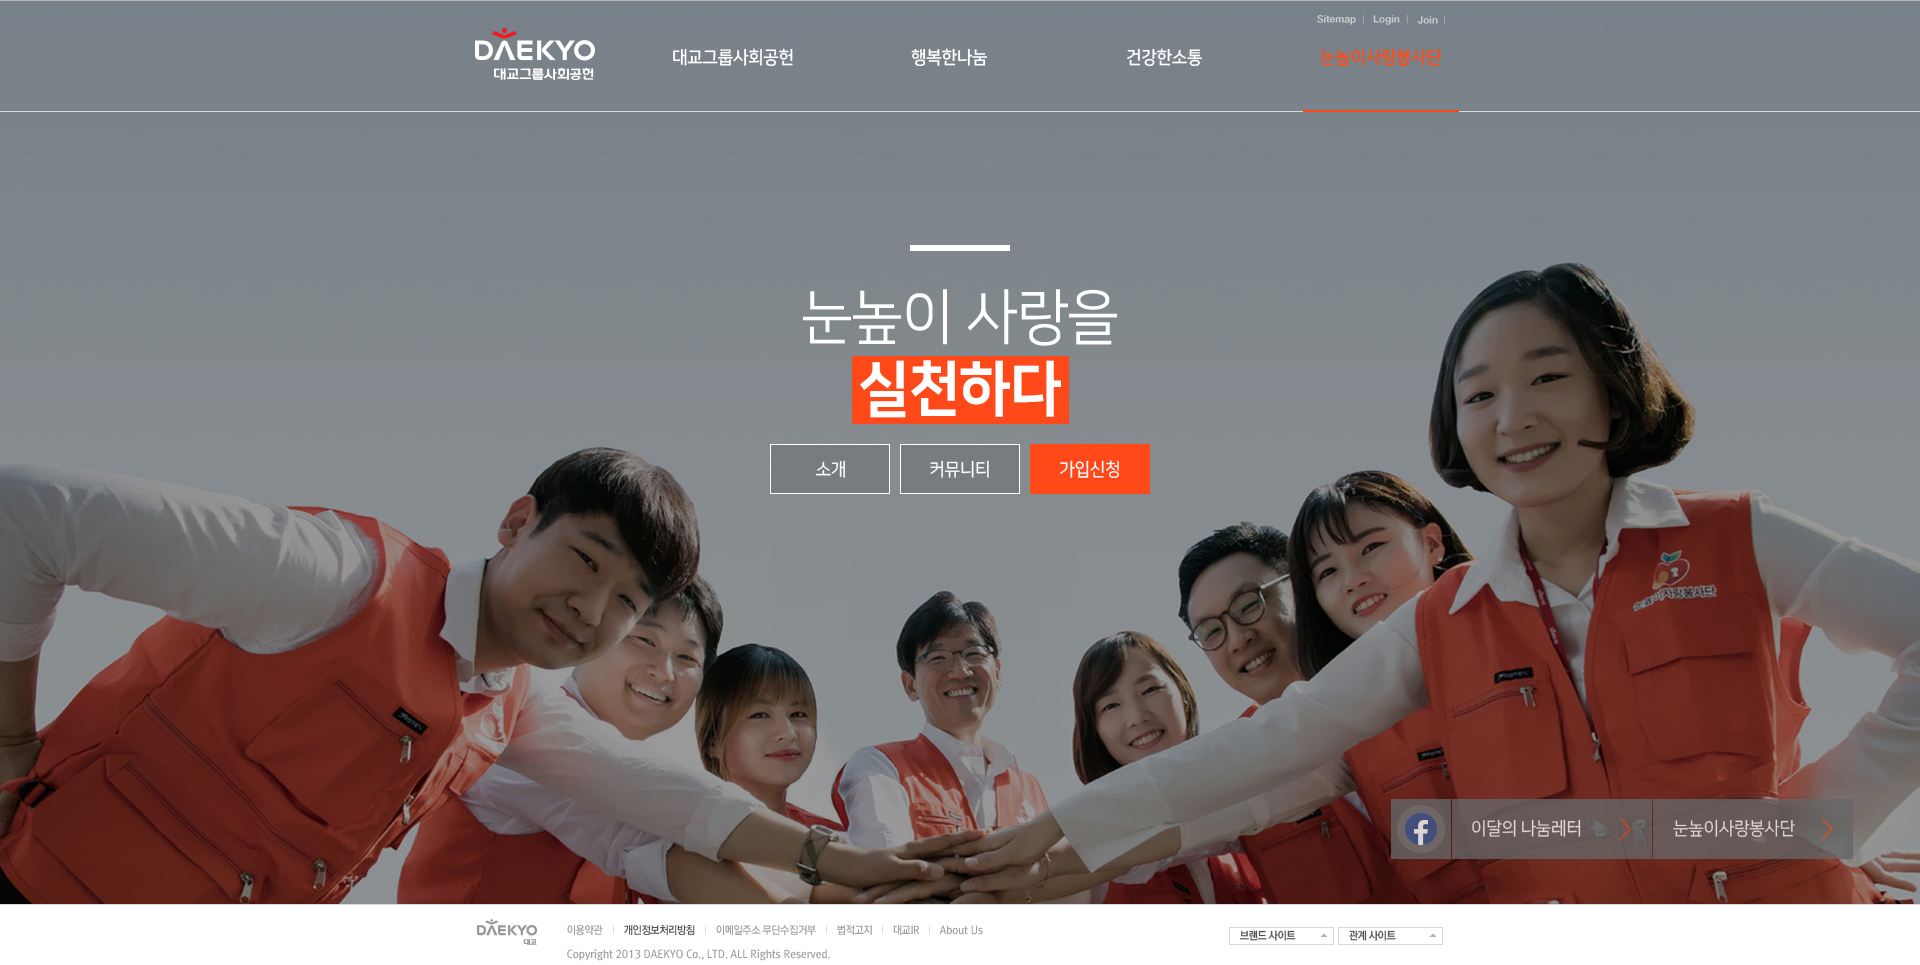 Sitemap | Login | Join |
DAEKYO
대교그룹사회공헌
대교그룹사회공헌 행복한나눔 건강한소통 눈높이사랑봉사단
눈높이 사랑을
실천하다
소개 커뮤니티 가입신청
눈높이사랑봉사단
이달의 나눔레터 눈높이사랑봉사단
DAEKYO
대교
이용약관 | 개인정보처리방침 | 이메일주소 무단수집거부 | 법적고지 | 대교IR | About Us
브랜드 사이트 관계 사이트
Copyright 2013 DAEKYO Co., LTD. ALL Rights Reserved.